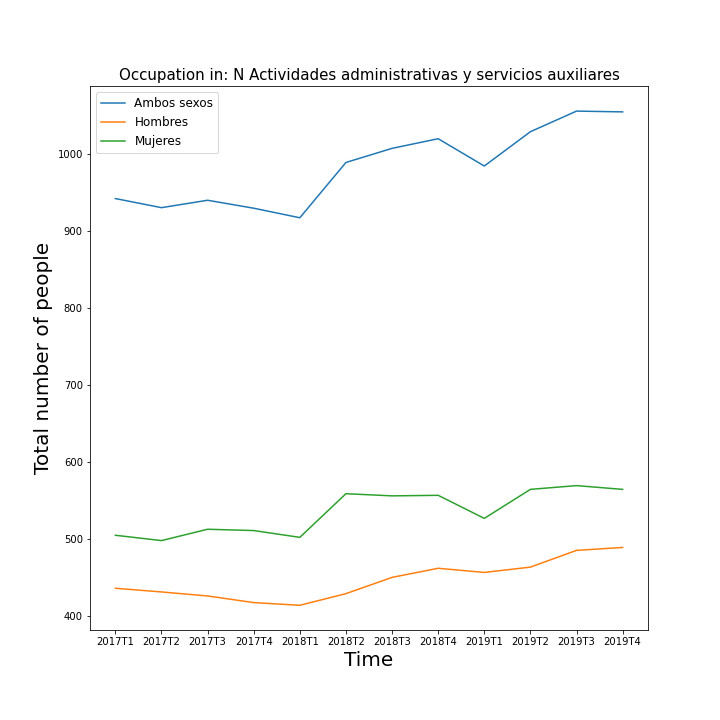 Occupation in: N Actividades administrativas y servicios auxiliares
Ambos sexos
Hombres
Mujeres
Total number of people
1000
900
800
700
600
500
400
2017T1 2017T2 2017T3 2017T4 2018T1 2018T2 2018T3 2018T4 2019T1 2019T2 2019T3 2019T4
Time